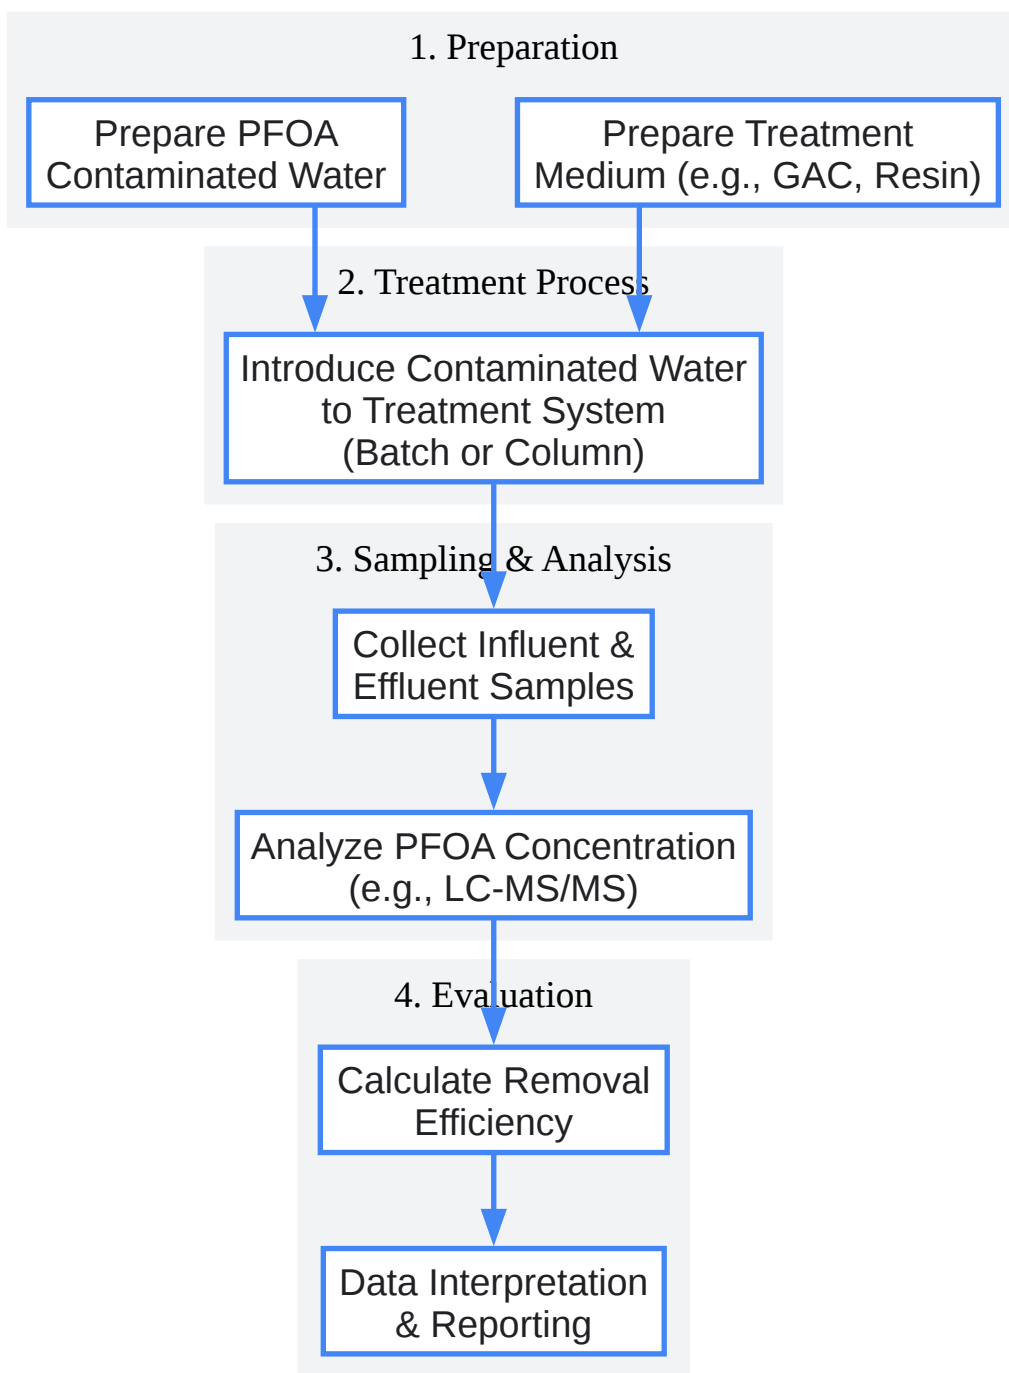 1. Preparation
Prepare PFOA
Contaminated Water
Prepare Treatment
Medium (e.g., GAC, Resin)
2. Treatment Process
Introduce Contaminated Water
to Treatment System
(Batch or Column)
3. Sampling & Analysis
Collect Influent &
Effluent Samples
Analyze PFOA Concentration
(e.g., LC-MS/MS)
4. Evaluation
Calculate Removal
Efficiency
Data Interpretation
& Reporting